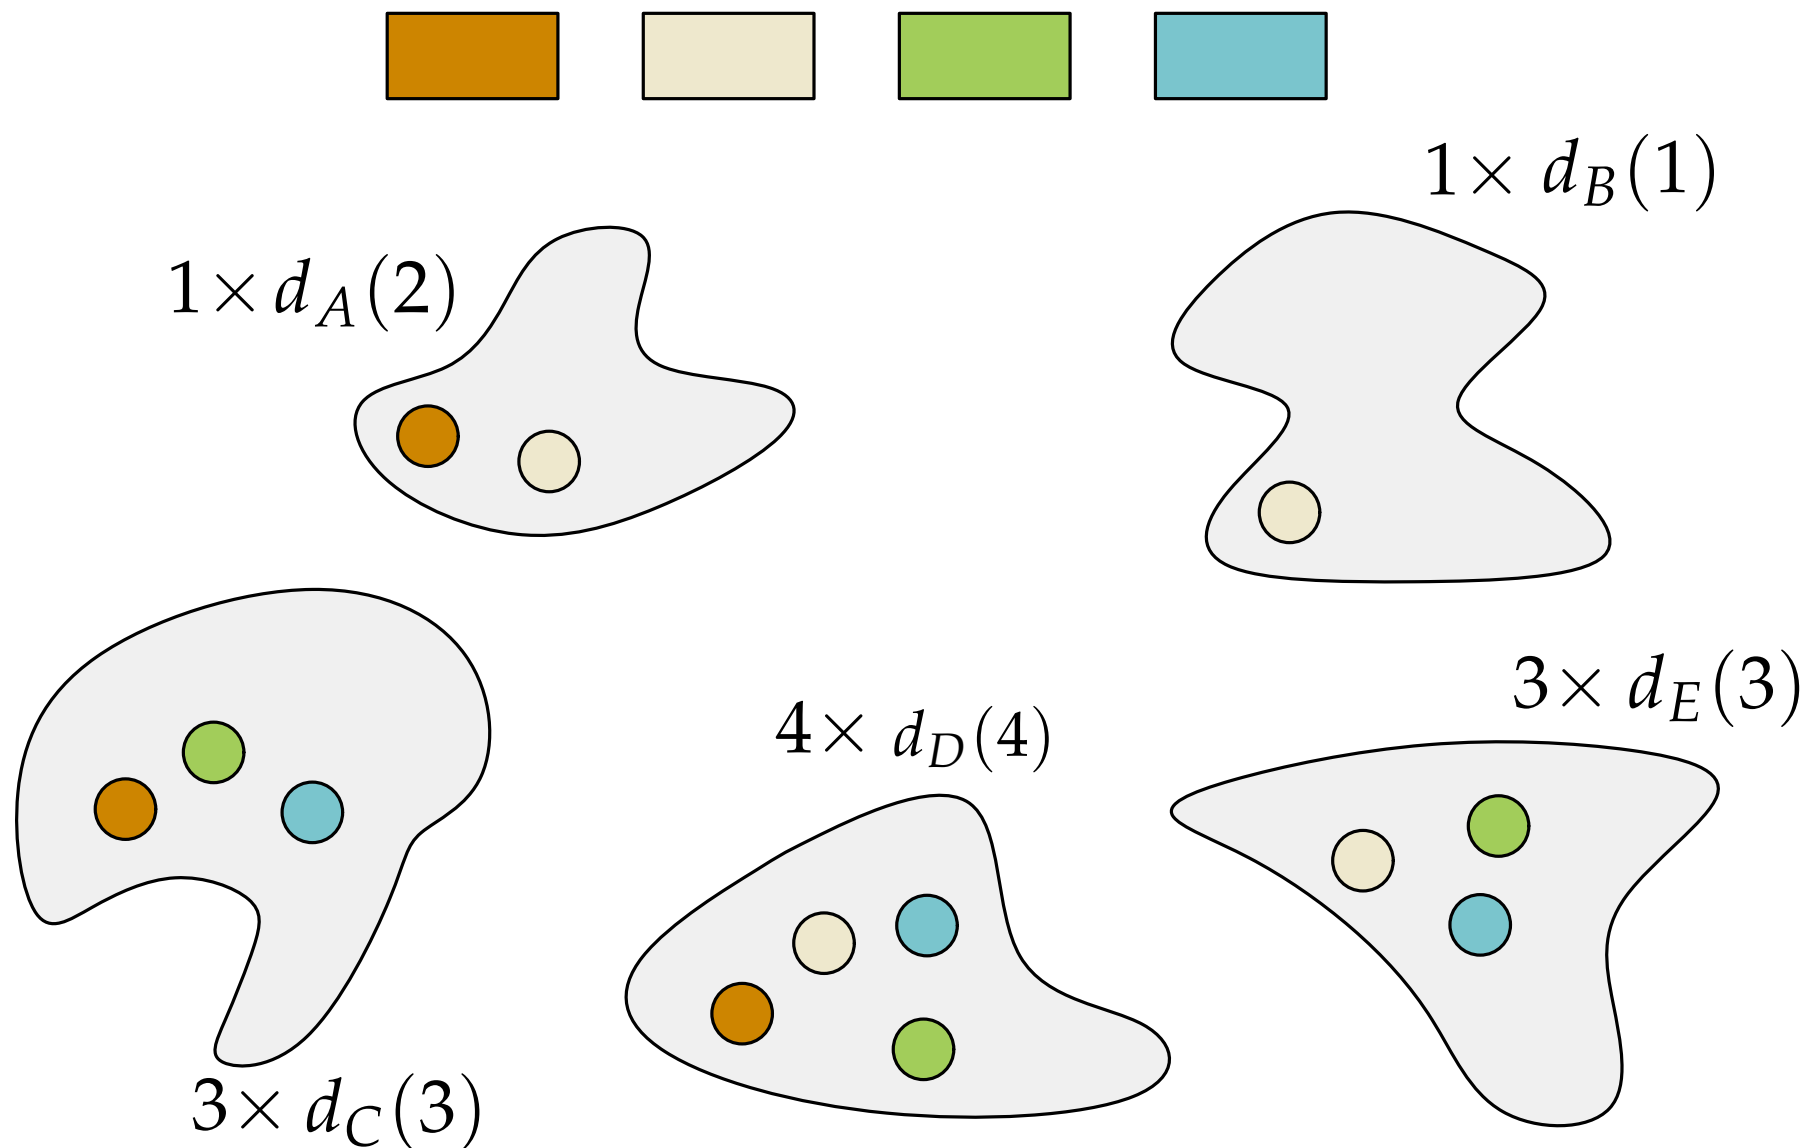 1× d_B(1)
1× d_A(2)
3× d_E(3)
4× d_D(4)
3× d_C(3)